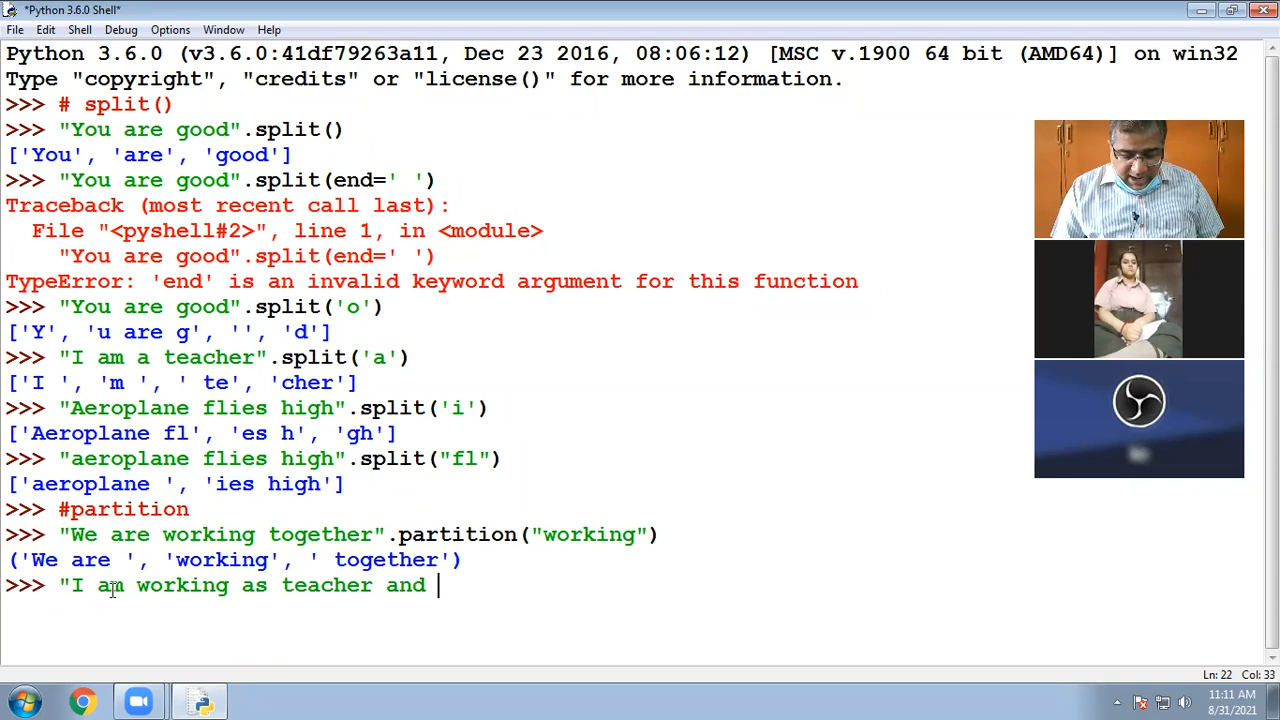 *Python 3.6.0 Shell*
File Edit Shell Debug Options Window Help
Python 3.6.0 (v3.6.0:41df79263a11, Dec 23 2016, 08:06:12) [MSC v.1900 64 bit (AMD64)] on win32
Type "copyright", "credits" or "license()" for more information.
>>> # split()
>>> "You are good".split()
['You', 'are', 'good']
>>> "You are good".split(end=' ')
Traceback (most recent call last):
  File "<pyshell#2>", line 1, in <module>
    "You are good".split(end=' ')
TypeError: 'end' is an invalid keyword argument for this function
>>> "You are good".split('o')
['Y', 'u are g', '', 'd']
>>> "I am a teacher".split('a')
['I ', 'm ', ' te', 'cher']
>>> "Aeroplane flies high".split('i')
['Aeroplane fl', 'es h', 'gh']
>>> "aeroplane flies high".split("fl")
['aeroplane ', 'ies high']
>>> #partition
>>> "We are working together".partition("working")
('We are ', 'working', ' together')
>>> "I am working as teacher and
Ln: 22 Col: 33
11:11 AM
8/31/2021